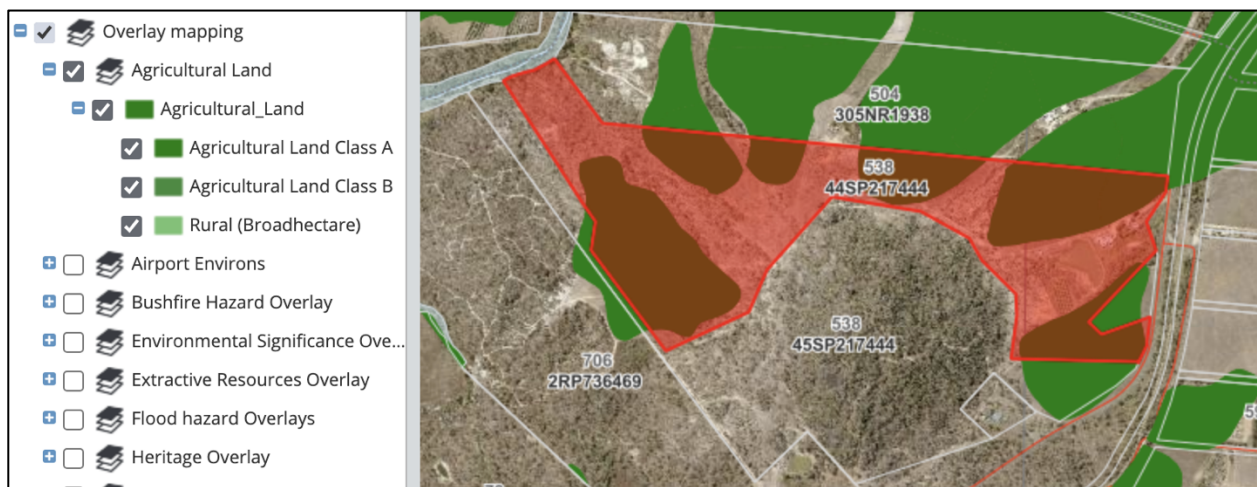 Overlay mapping
Agricultural Land
Agricultural_Land
Agricultural Land Class A
Agricultural Land Class B
Rural (Broadhectare)
Airport Environs
Bushfire Hazard Overlay
Environmental Significance Ove...
Extractive Resources Overlay
Flood hazard Overlays
Heritage Overlay
504
305NR1938
538
44SP217444
538
45SP217444
706
2RP736469